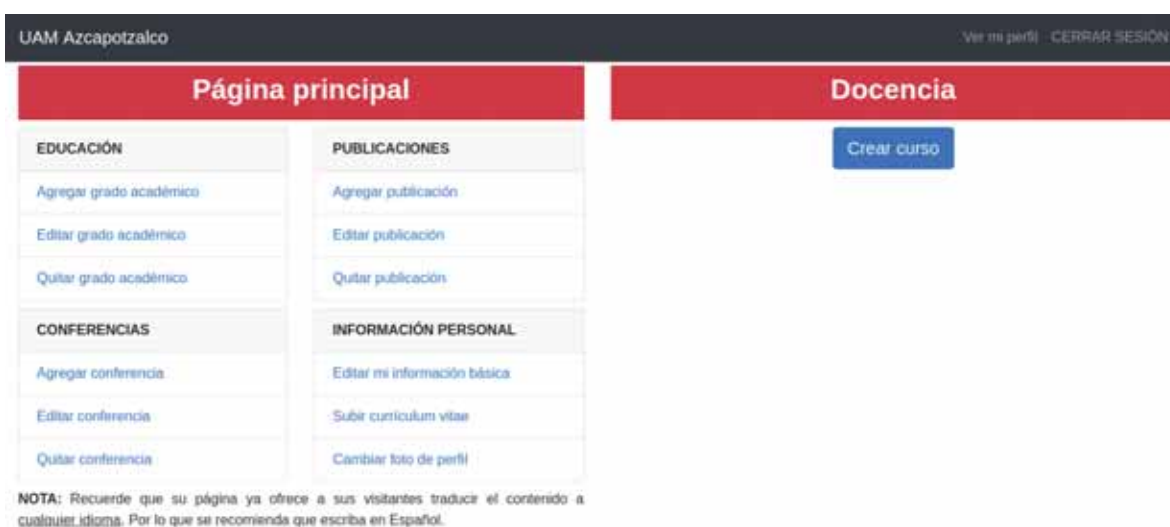 UAM Azcapotzalco
Ver mi perfil CERRAR SESIÓN
Página principal
EDUCACIÓN
Agregar grado académico
Editar grado académico
Quitar grado académico
PUBLICACIONES
Agregar publicación
Editar publicación
Quitar publicación
CONFERENCIAS
Agregar conferencia
Editar conferencia
Quitar conferencia
INFORMACIÓN PERSONAL
Editar mi información básica
Subir currículum vitae
Cambiar foto de perfil
NOTA: Recuerde que su página ya ofrece a sus visitantes traducir el contenido a
cualquier idioma. Por lo que se recomienda que escriba en Español.
Docencia
Crear curso